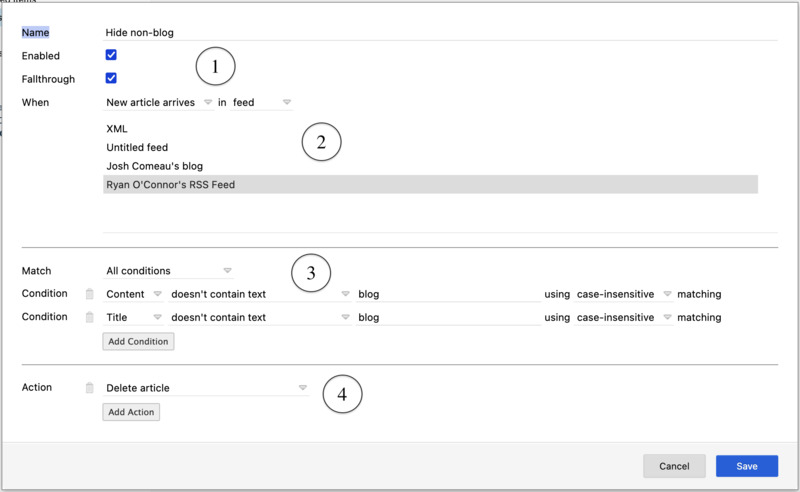 Name Hide non-blog
Enabled
1
Fallthrough
When New article arrives in feed
XML
2
Untitled feed
Josh Comeau's blog
Ryan O'Connor's RSS Feed
Match All conditions
3
Condition Content doesn't contain text blog using case-insensitive matching
Condition Title doesn't contain text blog using case-insensitive matching
Add Condition
Action Delete article
4
Add Action
Cancel Save